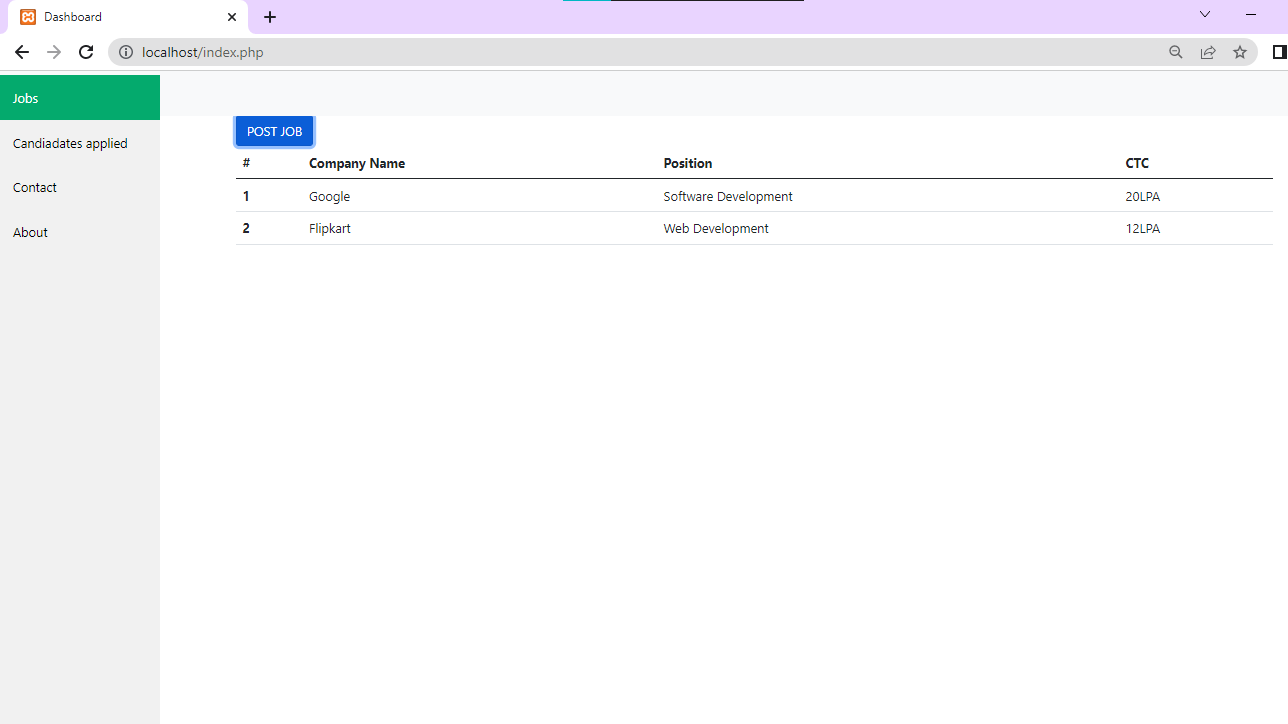 Dashboard
localhost/index.php
Jobs
Candiadates applied
Contact
About
POST JOB
# Company Name Position CTC
1 Google Software Development 20LPA
2 Flipkart Web Development 12LPA